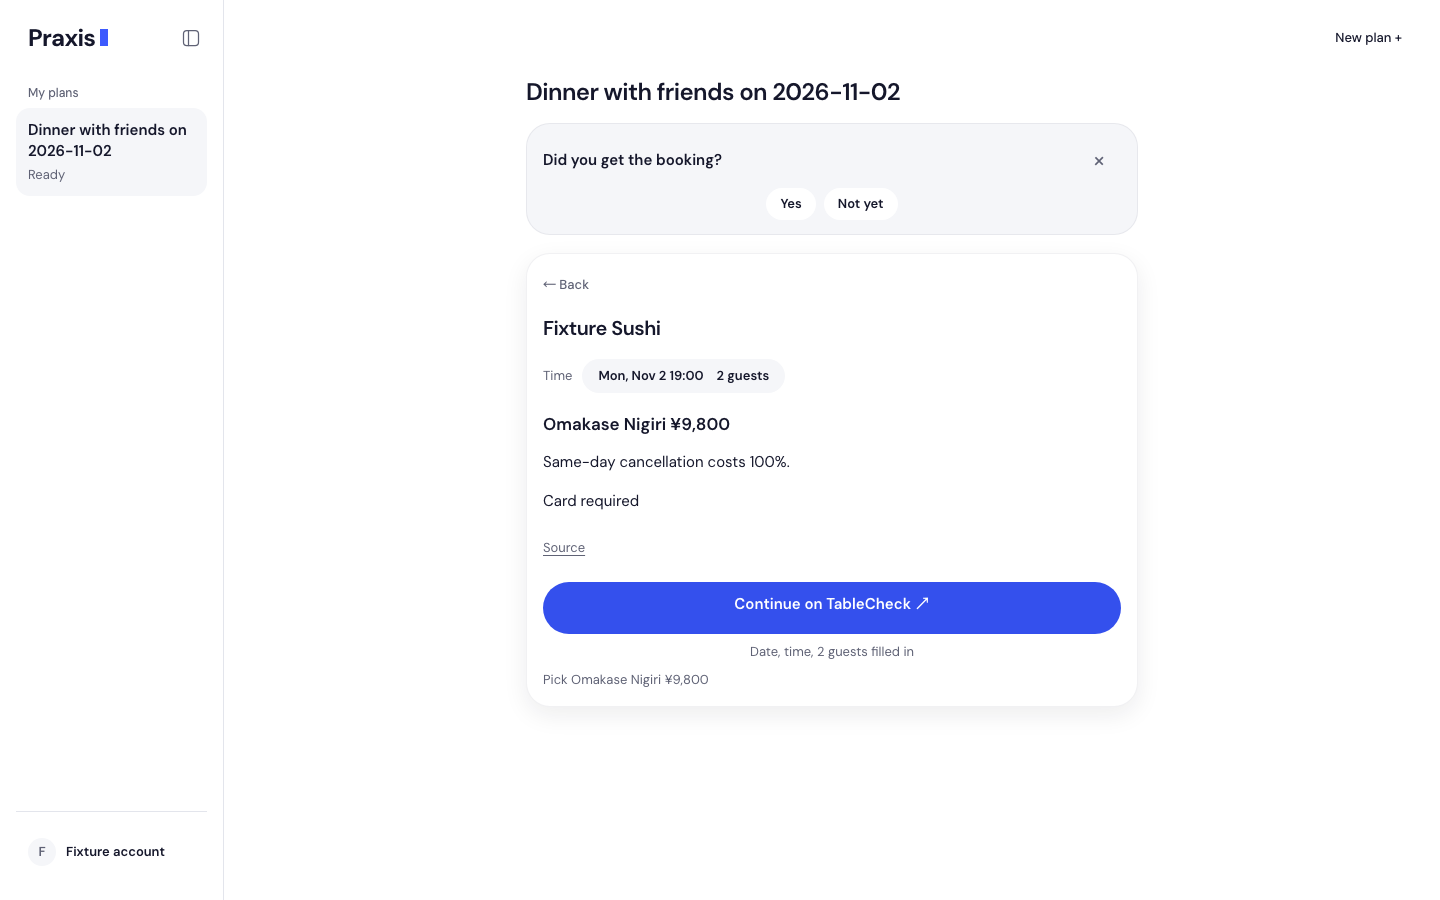 Praxis
New plan +
My plans
Dinner with friends on
2026-11-02
Ready
Dinner with friends on 2026-11-02
Did you get the booking?
×
Yes
Not yet
← Back
Fixture Sushi
Time
Mon, Nov 2 19:00 2 guests
Omakase Nigiri ¥9,800
Same-day cancellation costs 100%.
Card required
Source
Continue on TableCheck ↗
Date, time, 2 guests filled in
Pick Omakase Nigiri ¥9,800
F
Fixture account